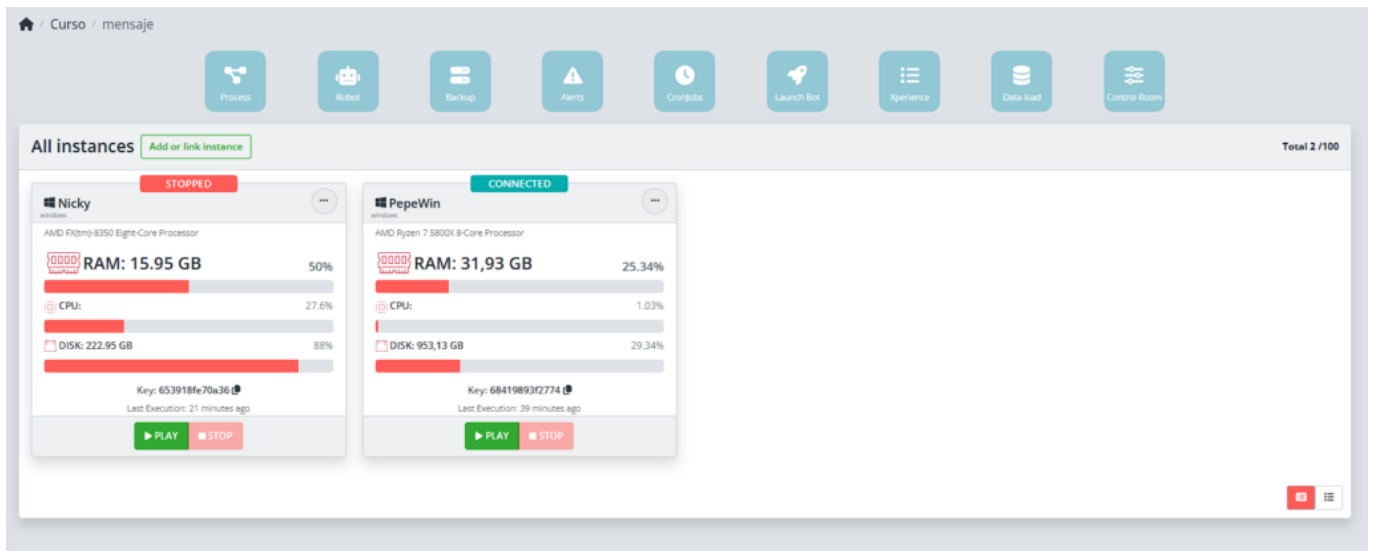 / Curso / mensaje
Process
Robot
Backup
Alerts
Cronjobs
Launch Bot
Xperience
Data load
Control Room
All instances
Add or link instance
Total 2 /100
STOPPED
Nicky
windows
AMD FX(tm)-8350 Eight-Core Processor
RAM: 15.95 GB
50%
CPU:
27.6%
DISK: 222.95 GB
88%
Key: 653918fe70a36
Last Execution: 21 minutes ago
PLAY
STOP
CONNECTED
PepeWin
windows
AMD Ryzen 7 5800X 8-Core Processor
RAM: 31,93 GB
25.34%
CPU:
1.03%
DISK: 953,13 GB
29.34%
Key: 68419893f2774
Last Execution: 39 minutes ago
PLAY
STOP